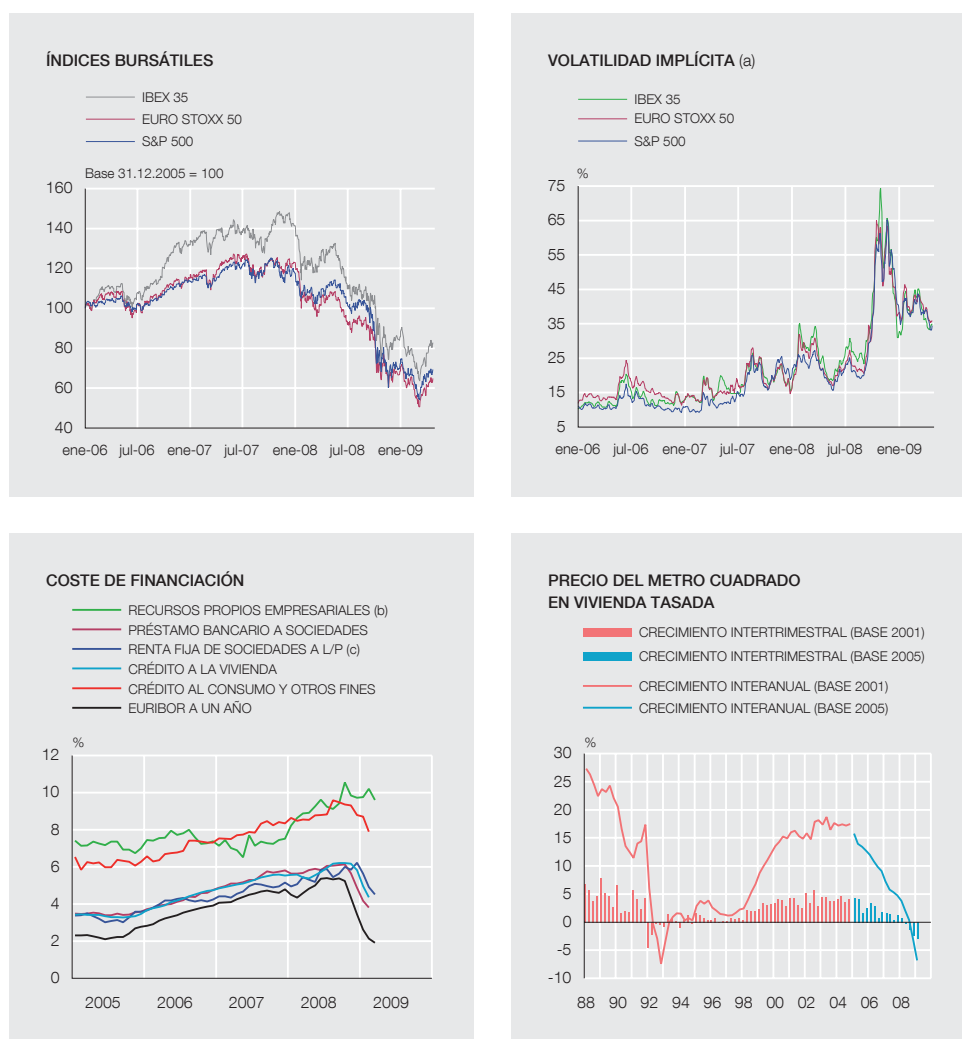 ÍNDICES BURSÁTILES
IBEX 35
EURO STOXX 50
S&P 500
Base 31.12.2005 = 100
160
140
120
100
80
60
40
ene-06 jul-06 ene-07 jul-07 ene-08 jul-08 ene-09
VOLATILIDAD IMPLÍCITA (a)
IBEX 35
EURO STOXX 50
S&P 500
%
75
65
55
45
35
25
15
5
ene-06 jul-06 ene-07 jul-07 ene-08 jul-08 ene-09
COSTE DE FINANCIACIÓN
RECURSOS PROPIOS EMPRESARIALES (b)
PRÉSTAMO BANCARIO A SOCIEDADES
RENTA FIJA DE SOCIEDADES A L/P (c)
CRÉDITO A LA VIVIENDA
CRÉDITO AL CONSUMO Y OTROS FINES
EURIBOR A UN AÑO
%
12
10
8
6
4
2
0
2005 2006 2007 2008 2009
PRECIO DEL METRO CUADRADO
EN VIVIENDA TASADA
CRECIMIENTO INTERTRIMESTRAL (BASE 2001)
CRECIMIENTO INTERTRIMESTRAL (BASE 2005)
CRECIMIENTO INTERANUAL (BASE 2001)
CRECIMIENTO INTERANUAL (BASE 2005)
%
30
25
20
15
10
5
0
-5
-10
88 90 92 94 96 98 00 02 04 06 08